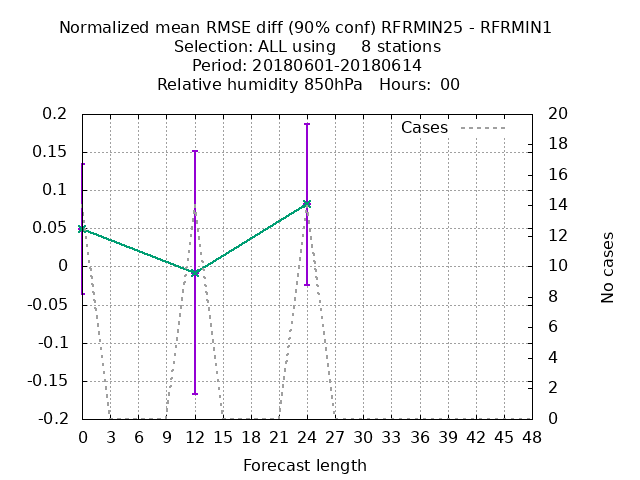 Normalized mean RMSE diff (90% conf) RFRMIN25 - RFRMIN1
Selection: ALL using 8 stations
Period: 20180601-20180614
Relative humidity 850hPa Hours: 00
Cases
0.2
0.15
0.1
0.05
0
-0.05
-0.1
-0.15
-0.2
20
18
16
14
12
10
8
6
4
2
0
No cases
0 3 6 9 12 15 18 21 24 27 30 33 36 39 42 45 48
Forecast length